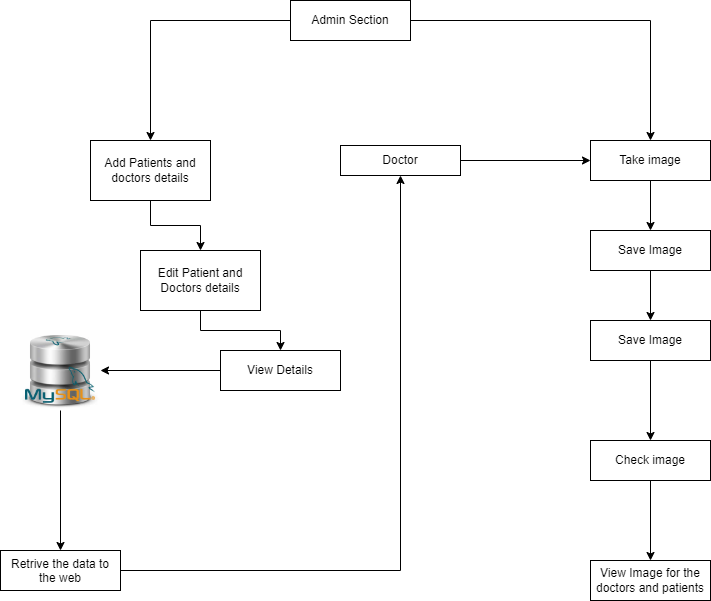 Admin Section
Add Patients and
doctors details
Doctor
Take image
Edit Patient and
Doctors details
Save Image
View Details
Save Image
MySQL
Check image
Retrive the data to
the web
View Image for the
doctors and patients